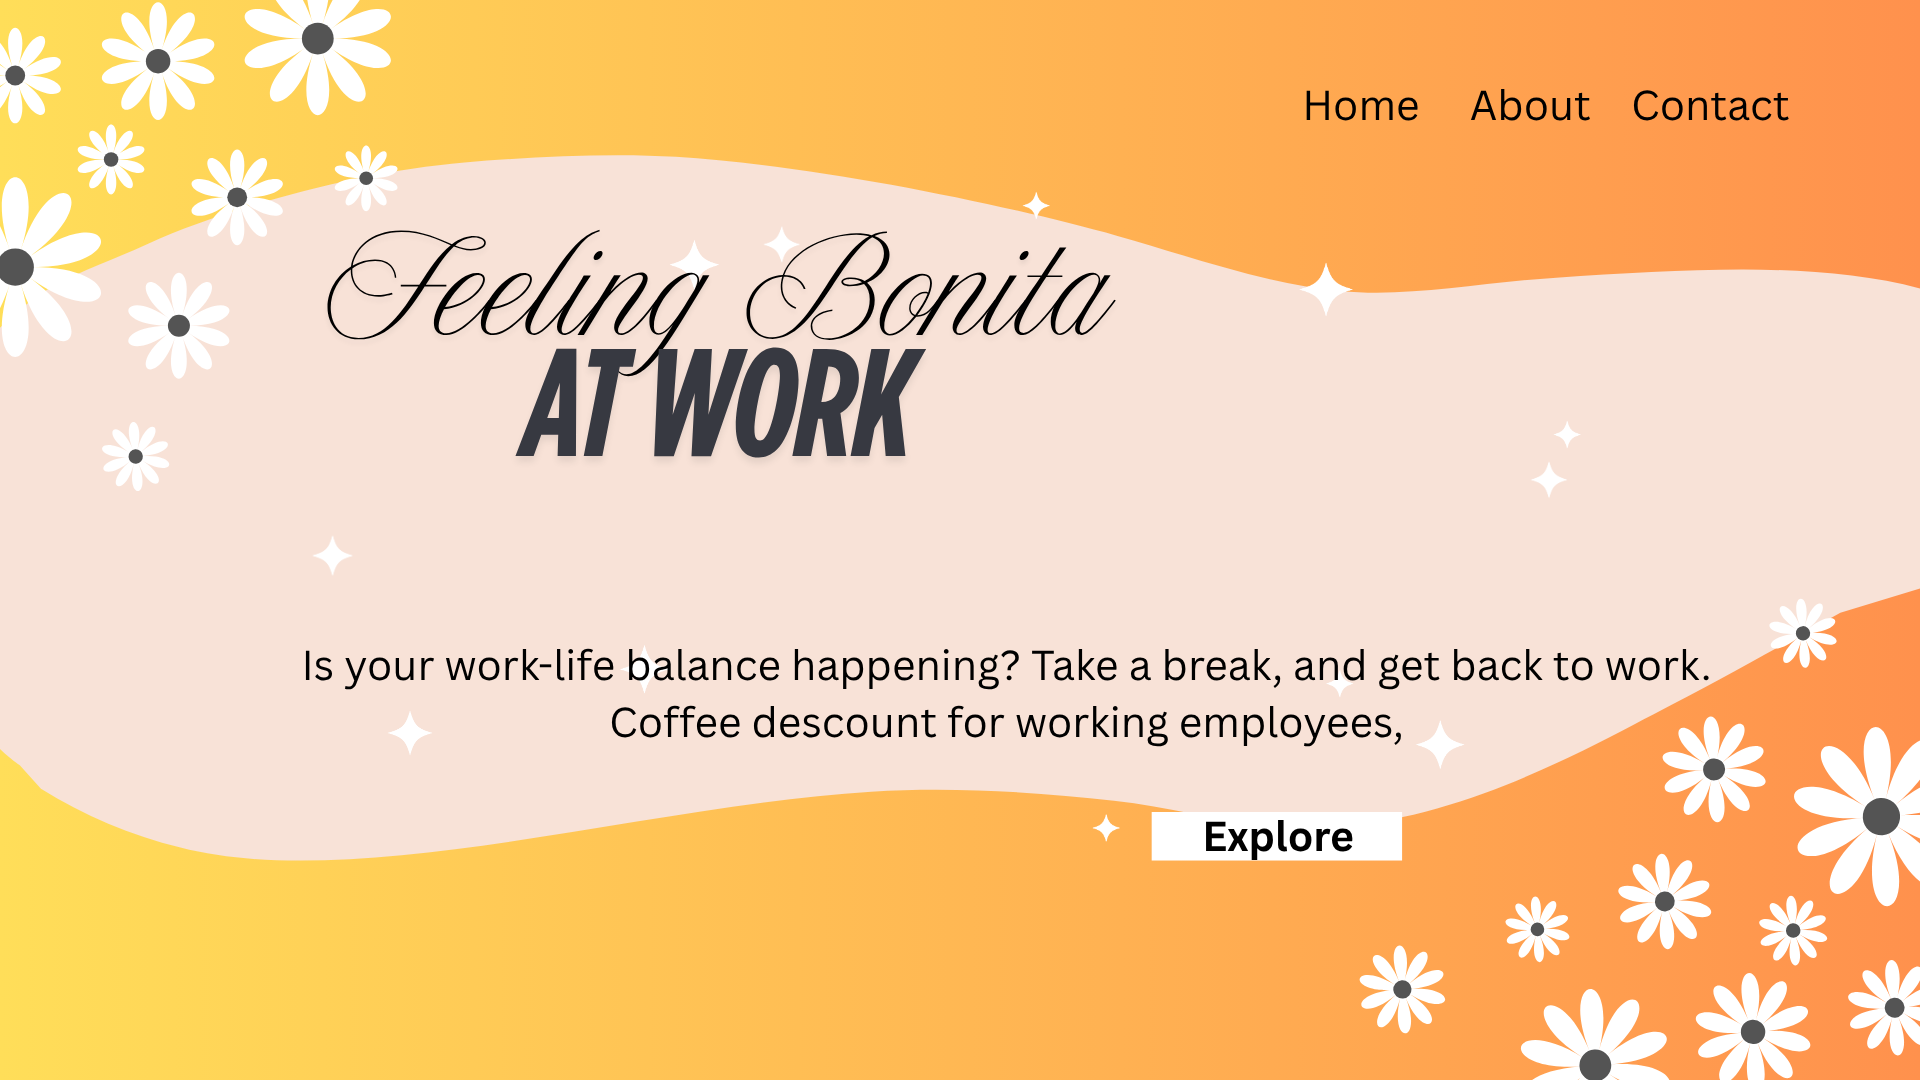 Home About Contact
Feeling Bonita
AT WORK
Is your work-life balance happening? Take a break, and get back to work.
Coffee descount for working employees,
Explore